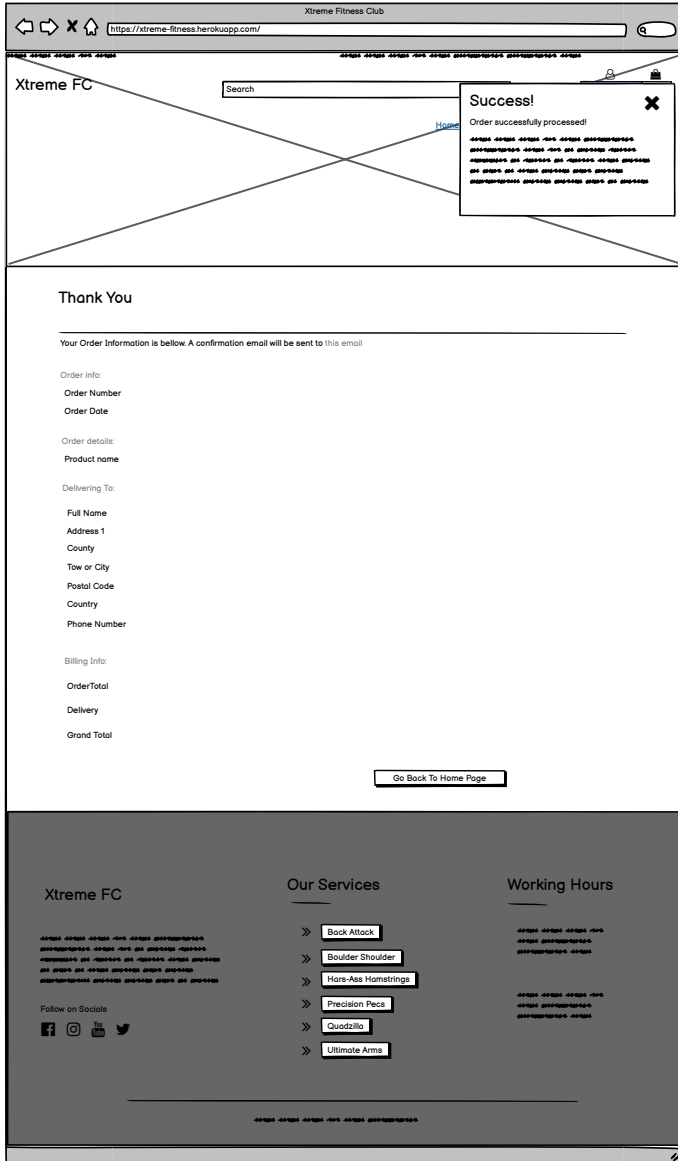 Xtreme Fitness Club
https://xtreme-fitness.herokuapp.com/
Xtreme FC
Search
Home
Success!
Order successfully processed!
Thank You
Your Order Information is bellow. A confirmation email will be sent to this email
Order info:
Order Number
Order Date
Order details:
Product name
Delivering To:
Full Name
Address 1
County
Tow or City
Postal Code
Country
Phone Number
Billing Info:
OrderTotal
Delivery
Grand Total
Go Back To Home Page
Xtreme FC
Follow on Socials
You Tube
Our Services
Back Attack
Boulder Shoulder
Hars-Ass Hamstrings
Precision Pecs
Quadzilla
Ultimate Arms
Working Hours